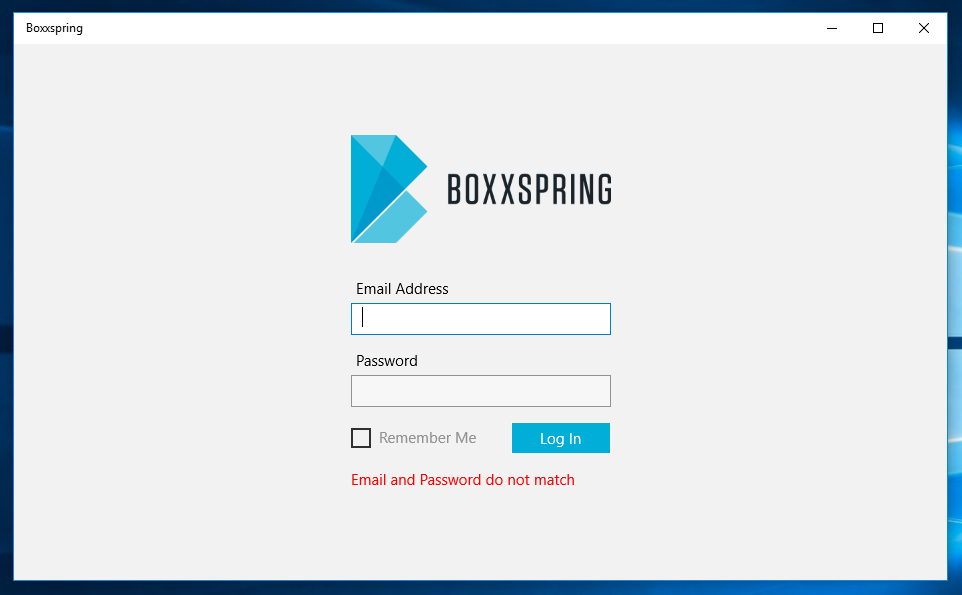 Boxxspring
BOXXSPRING
Email Address
Password
Remember Me
Log In
Email and Password do not match